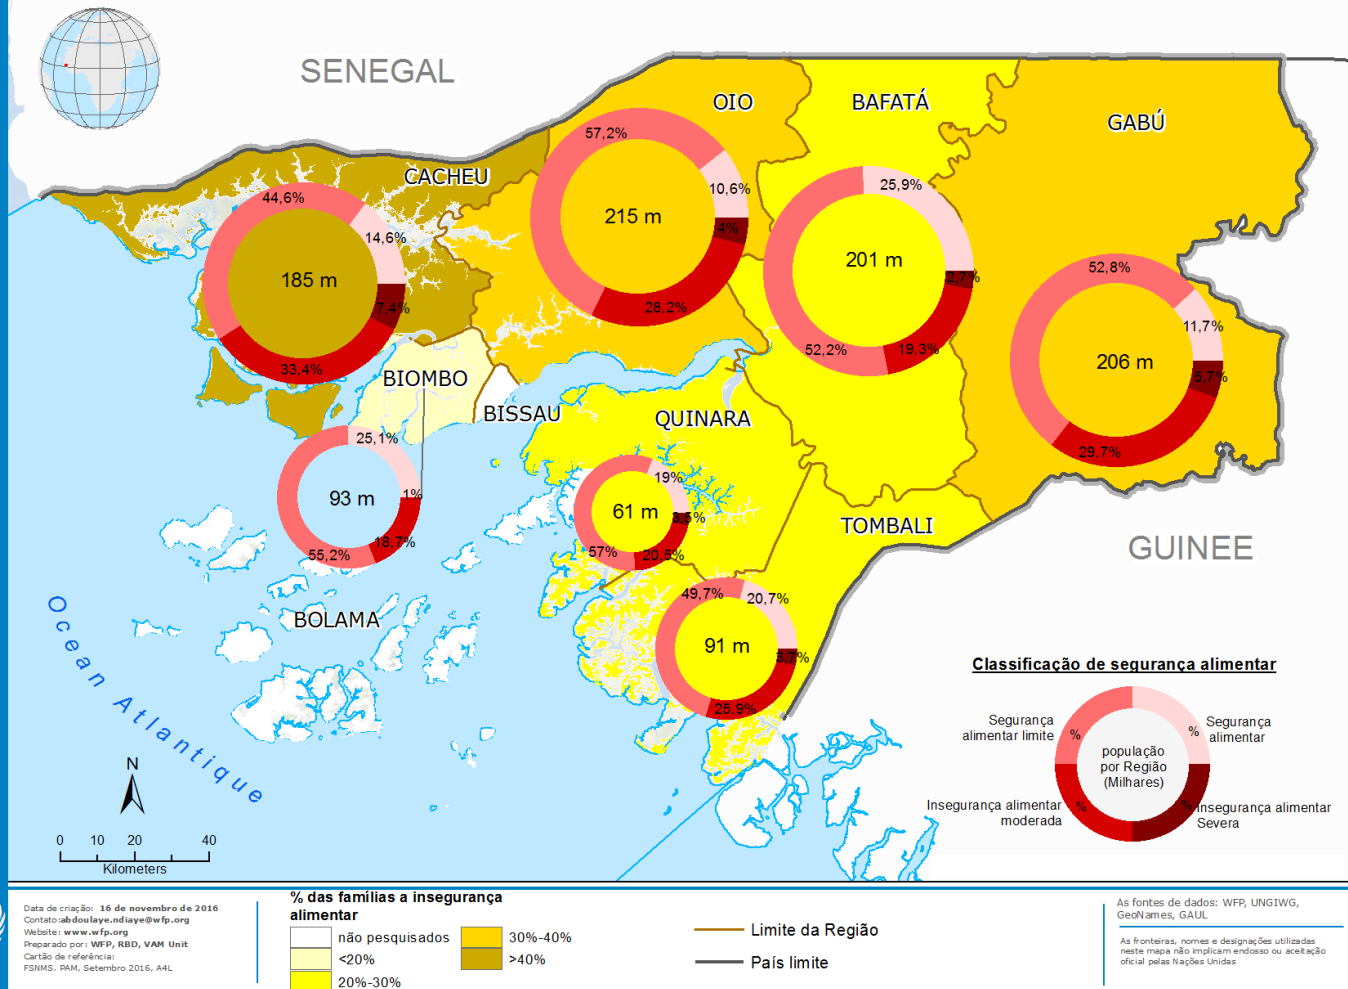 SENEGAL
OIO
BAFATÁ
GABÚ
CACHEU
57,2%
10,6%
4%
28,2%
215 m
25,9%
2,7%
19,3%
52,2%
201 m
44,6%
14,6%
7,4%
33,4%
185 m
52,8%
11,7%
5,7%
29,7%
206 m
BIOMBO
BISSAU
QUINARA
25,1%
1%
18,7%
55,2%
93 m
19%
3,5%
20,5%
57%
61 m
TOMBALI
GUINEE
49,7%
20,7%
3,7%
25,9%
91 m
BOLAMA
Ocean Atlantique
Classificação de segurança alimentar
Segurança
alimentar limite
%
Segurança
alimentar
%
população
por Região
(Milhares)
Insegurança alimentar
moderada
%
Insegurança alimentar
Severa
%
N
0 10 20 40
Kilometers
Data de criação: 16 de novembro de 2016
Contato:abdoulaye.ndiaye@wfp.org
Website: www.wfp.org
Preparado por: WFP, RBD, VAM Unit
Cartão de referência:
FSNMS. PAM, Setembro 2016, A4L
% das famílias a insegurança
alimentar
não pesquisados
<20%
20%-30%
30%-40%
>40%
Limite da Região
País limite
As fontes de dados: WFP, UNGIWG,
GeoNames, GAUL
As fronteiras, nomes e designações utilizadas
neste mapa não implicam endosso ou aceitação
oficial pelas Nações Unidas